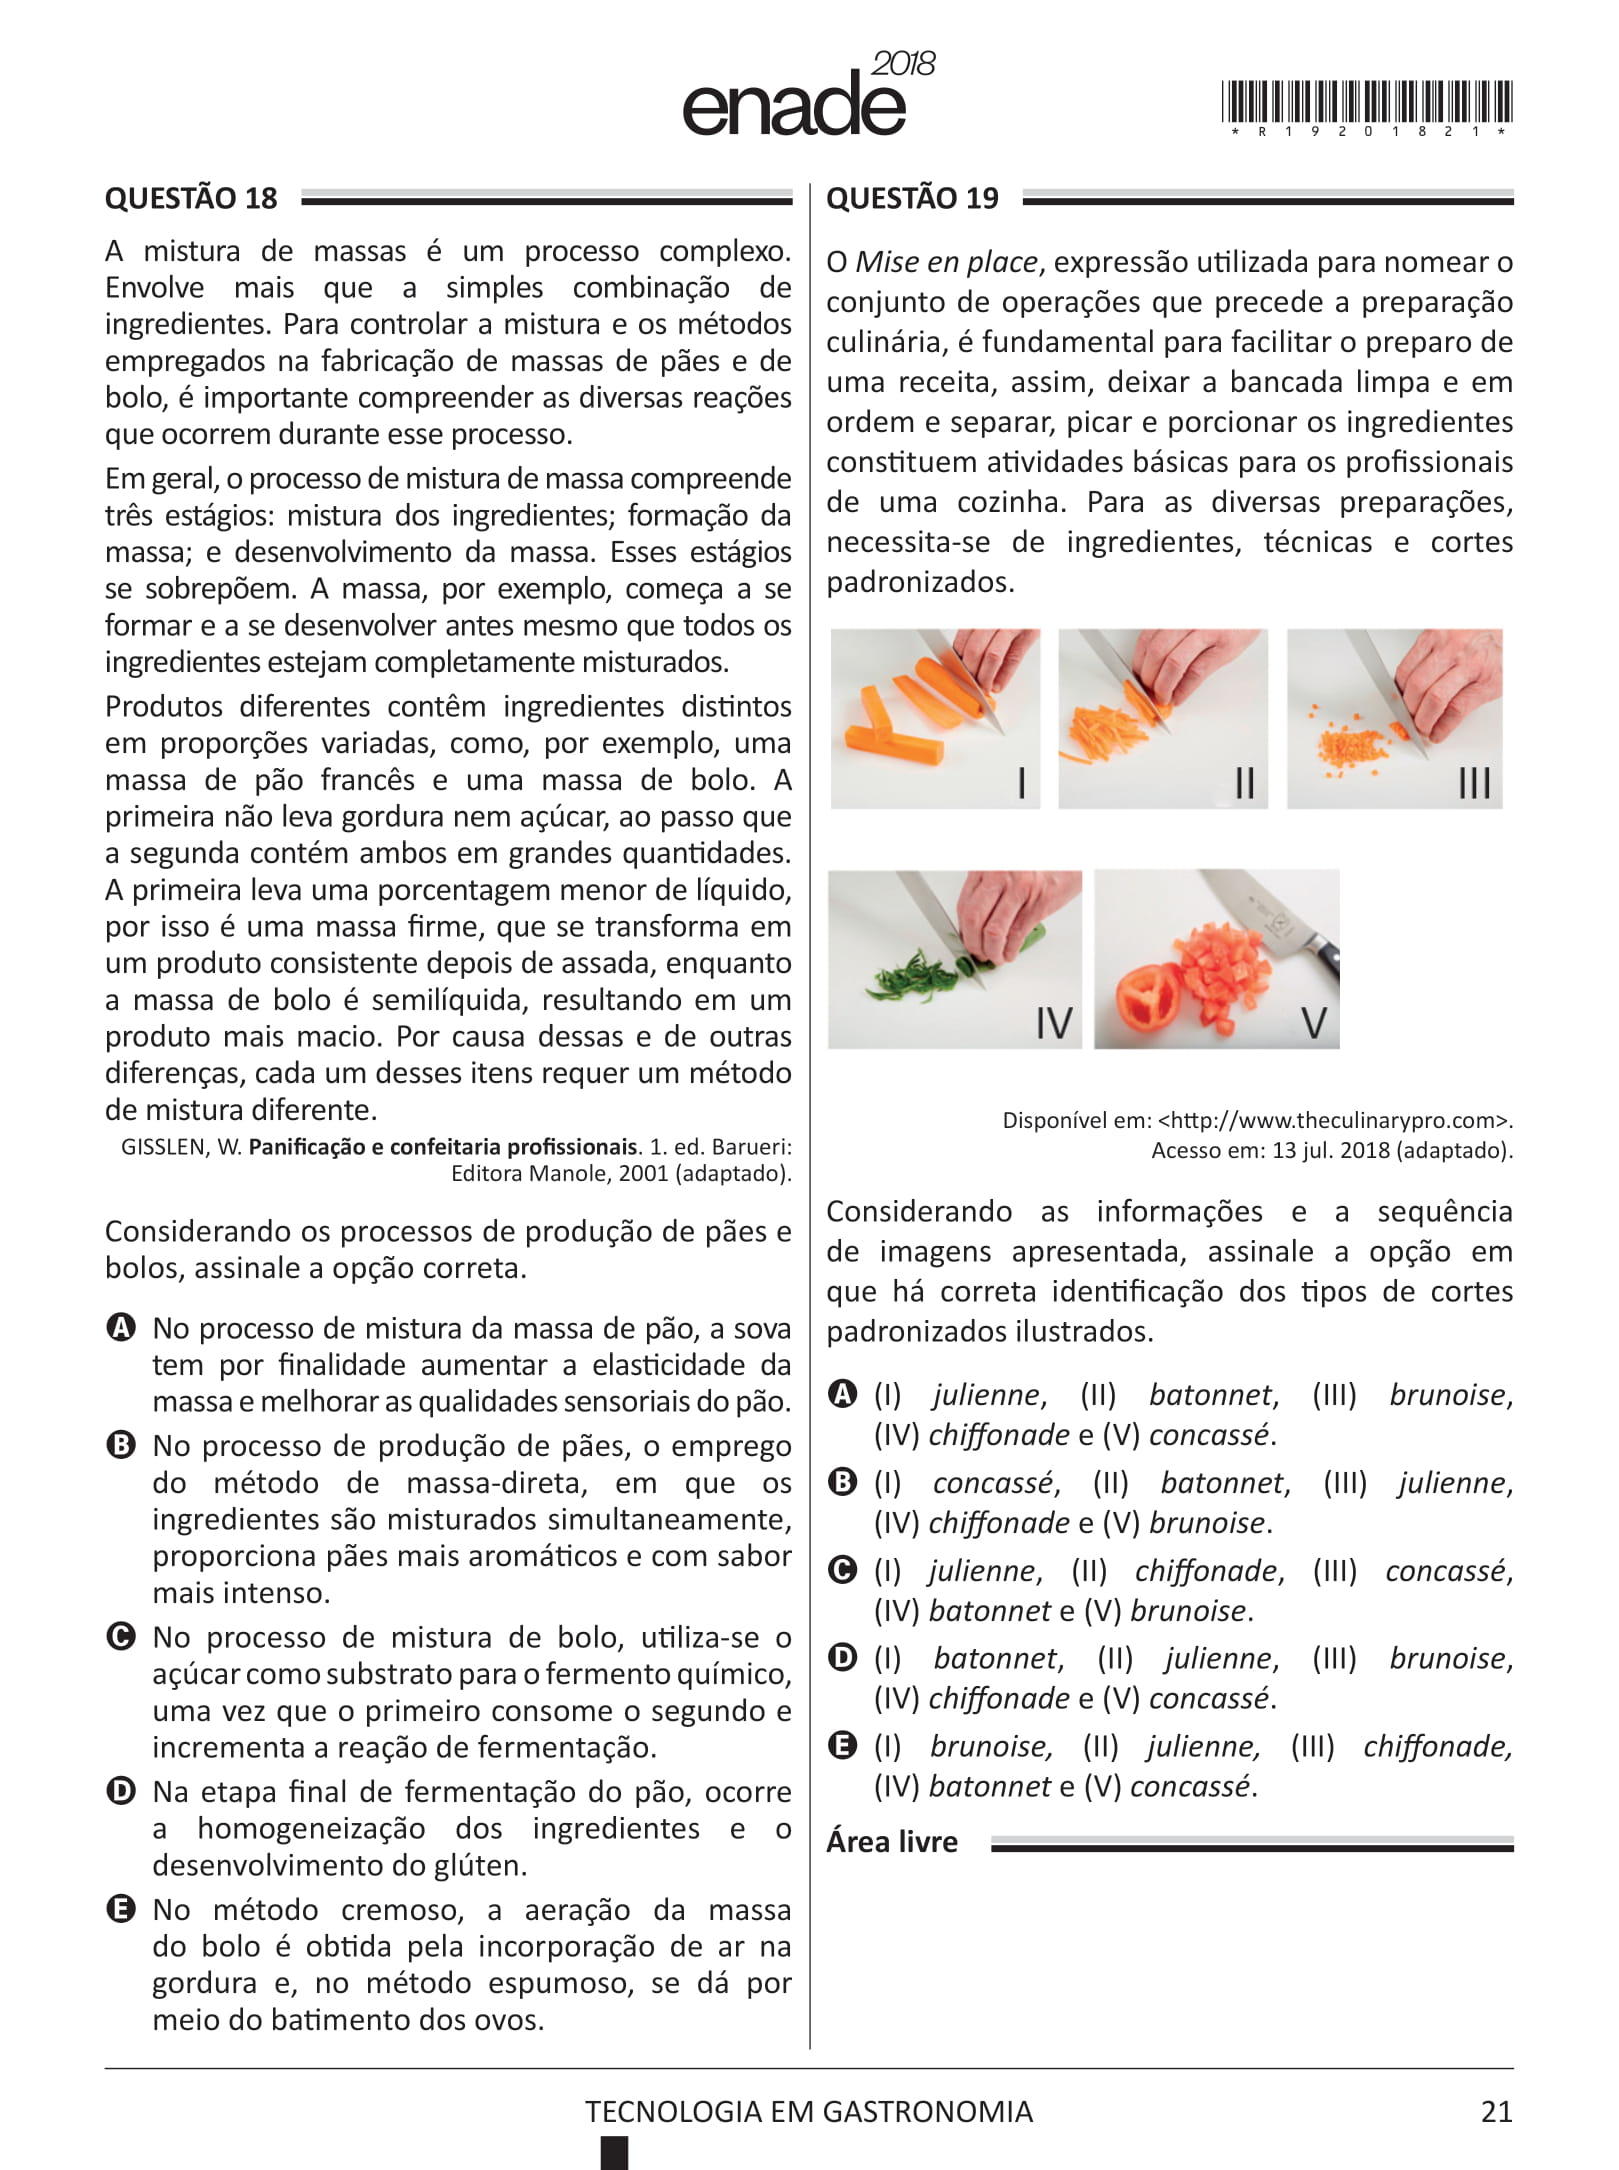 enade 2018
*R19201821*
QUESTÃO 18
A mistura de massas é um processo complexo.
Envolve mais que a simples combinação de
ingredientes. Para controlar a mistura e os métodos
empregados na fabricação de massas de pães e de
bolo, é importante compreender as diversas reações
que ocorrem durante esse processo.
Em geral, o processo de mistura de massa compreende
três estágios: mistura dos ingredientes; formação da
massa; e desenvolvimento da massa. Esses estágios
se sobrepõem. A massa, por exemplo, começa a se
formar e a se desenvolver antes mesmo que todos os
ingredientes estejam completamente misturados.
Produtos diferentes contêm ingredientes distintos
em proporções variadas, como, por exemplo, uma
massa de pão francês e uma massa de bolo. A
primeira não leva gordura nem açúcar, ao passo que
a segunda contém ambos em grandes quantidades.
A primeira leva uma porcentagem menor de líquido,
por isso é uma massa firme, que se transforma em
um produto consistente depois de assada, enquanto
a massa de bolo é semilíquida, resultando em um
produto mais macio. Por causa dessas e de outras
diferenças, cada um desses itens requer um método
de mistura diferente.
GISSLEN, W. Panificação e confeitaria profissionais. 1. ed. Barueri:
Editora Manole, 2001 (adaptado).
Considerando os processos de produção de pães e
bolos, assinale a opção correta.
A No processo de mistura da massa de pão, a sova
tem por finalidade aumentar a elasticidade da
massa e melhorar as qualidades sensoriais do pão.
B No processo de produção de pães, o emprego
do método de massa-direta, em que os
ingredientes são misturados simultaneamente,
proporciona pães mais aromáticos e com sabor
mais intenso.
C No processo de mistura de bolo, utiliza-se o
açúcar como substrato para o fermento químico,
uma vez que o primeiro consome o segundo e
incrementa a reação de fermentação.
D Na etapa final de fermentação do pão, ocorre
a homogeneização dos ingredientes e o
desenvolvimento do glúten.
E No método cremoso, a aeração da massa
do bolo é obtida pela incorporação de ar na
gordura e, no método espumoso, se dá por
meio do batimento dos ovos.
QUESTÃO 19
O Mise en place, expressão utilizada para nomear o
conjunto de operações que precede a preparação
culinária, é fundamental para facilitar o preparo de
uma receita, assim, deixar a bancada limpa e em
ordem e separar, picar e porcionar os ingredientes
constituem atividades básicas para os profissionais
de uma cozinha. Para as diversas preparações,
necessita-se de ingredientes, técnicas e cortes
padronizados.
I
II
III
IV
V
Disponível em: <http://www.theculinarypro.com>.
Acesso em: 13 jul. 2018 (adaptado).
Considerando as informações e a sequência
de imagens apresentada, assinale a opção em
que há correta identificação dos tipos de cortes
padronizados ilustrados.
A (I) julienne, (II) batonnet, (III) brunoise,
(IV) chiffonade e (V) concassé.
B (I) concassé, (II) batonnet, (III) julienne,
(IV) chiffonade e (V) brunoise.
C (I) julienne, (II) chiffonade, (III) concassé,
(IV) batonnet e (V) brunoise.
D (I) batonnet, (II) julienne, (III) brunoise,
(IV) chiffonade e (V) concassé.
E (I) brunoise, (II) julienne, (III) chiffonade,
(IV) batonnet e (V) concassé.
Área livre
TECNOLOGIA EM GASTRONOMIA
21